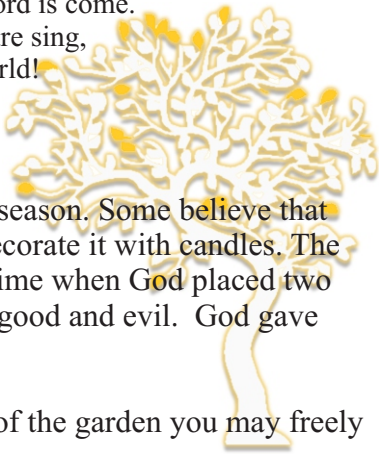 ord is come.
re sing,
rld!
season. Some believe that
ecorate it with candles. The
ime when God placed two
good and evil. God gave
of the garden you may freely